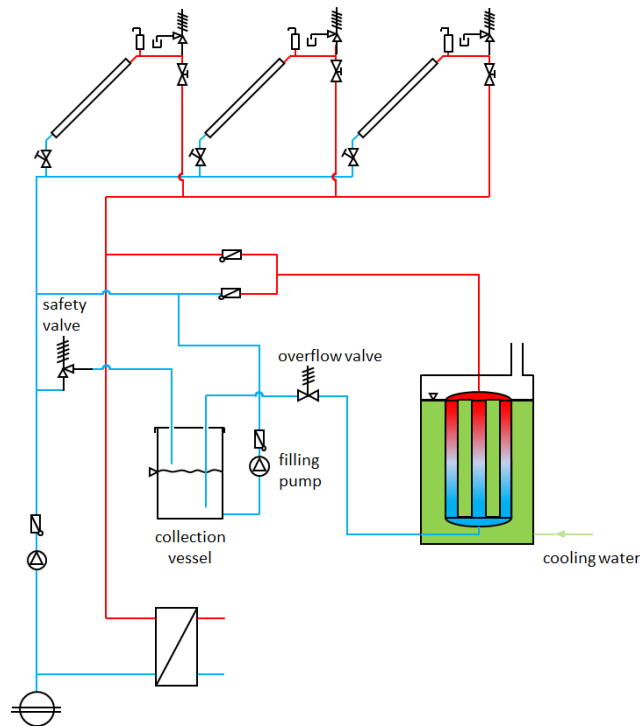 safety
valve
overflow valve
filling
pump
collection
vessel
cooling water